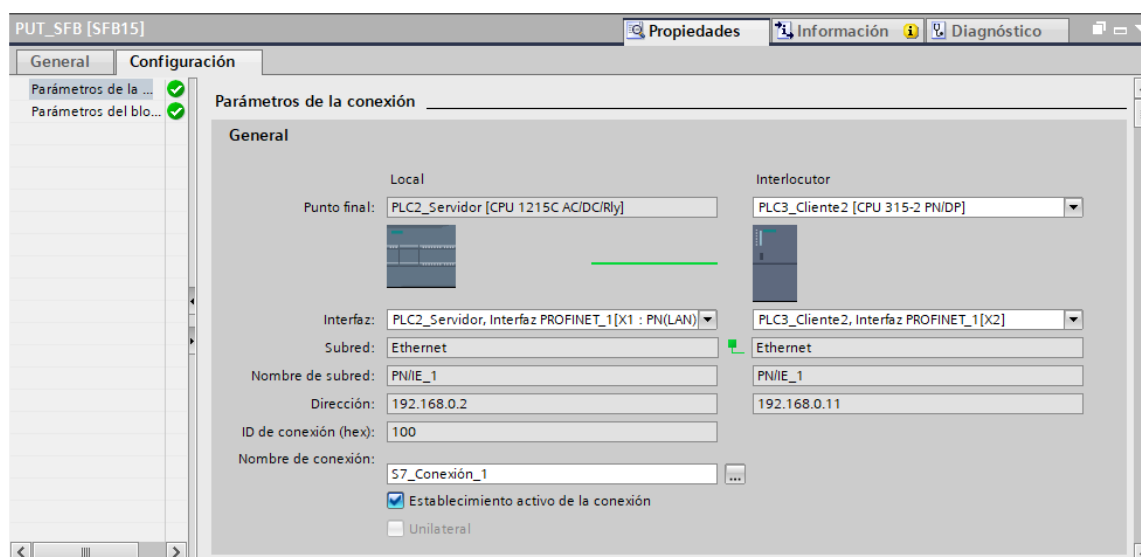 PUT_SFB [SFB15]
Propiedades
Información
Diagnóstico
General
Configuración
Parámetros de la ...
Parámetros del blo...
Parámetros de la conexión
General
Local
Interlocutor
Punto final:
PLC2_Servidor [CPU 1215C AC/DC/Rly]
PLC3_Cliente2 [CPU 315-2 PN/DP]
Interfaz:
PLC2_Servidor, Interfaz PROFINET_1[X1 : PN(LAN)
PLC3_Cliente2, Interfaz PROFINET_1[X2]
Subred:
Ethernet
Ethernet
Nombre de subred:
PN/IE_1
PN/IE_1
Dirección:
192.168.0.2
192.168.0.11
ID de conexión (hex):
100
Nombre de conexión:
S7_Conexión_1
...
Establecimiento activo de la conexión
Unilateral